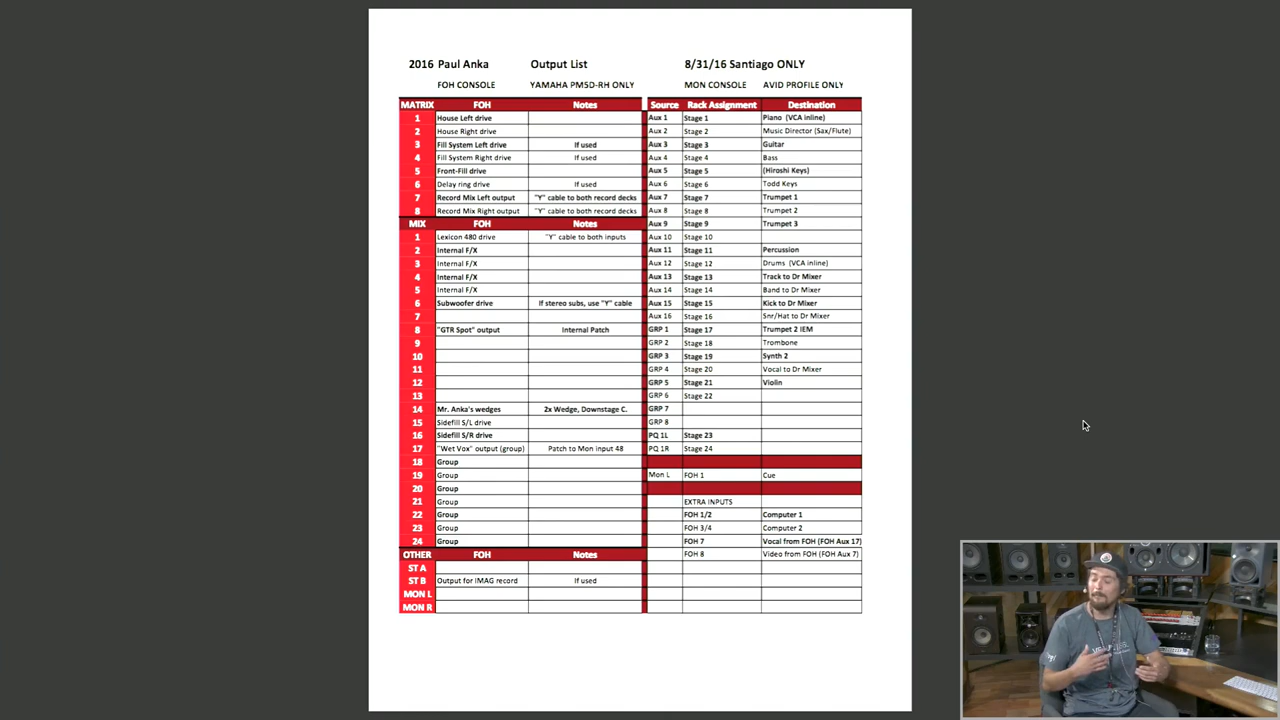 2016 Paul Anka Output List 8/31/16 Santiago ONLY
FOH CONSOLE YAMAHA PM5D-RH ONLY MON CONSOLE AVID PROFILE ONLY
MATRIX FOH Notes Source Rack Assignment Destination
1 House Left drive Aux 1 Stage 1 Piano (VCA inline)
2 House Right drive Aux 2 Stage 2 Music Director (Sax/Flute)
3 Fill System Left drive If used Aux 3 Stage 3 Guitar
4 Fill System Right drive If used Aux 4 Stage 4 Bass
5 Front-Fill drive Aux 5 Stage 5 (Hiroshi Keys)
6 Delay ring drive If used Aux 6 Stage 6 Todd Keys
7 Record Mix Left output "Y" cable to both record decks Aux 7 Stage 7 Trumpet 1
8 Record Mix Right output "Y" cable to both record decks Aux 8 Stage 8 Trumpet 2
MIX FOH Notes Aux 9 Stage 9 Trumpet 3
1 Lexicon 480 drive "Y" cable to both inputs Aux 10 Stage 10
2 Internal F/X Aux 11 Stage 11 Percussion
3 Internal F/X Aux 12 Stage 12 Drums (VCA inline)
4 Internal F/X Aux 13 Stage 13 Track to Dr Mixer
5 Internal F/X Aux 14 Stage 14 Band to Dr Mixer
6 Subwoofer drive If stereo subs, use "Y" cable Aux 15 Stage 15 Kick to Dr Mixer
7 Aux 16 Stage 16 Snr/Hat to Dr Mixer
8 "GTR Spot" output Internal Patch GRP 1 Stage 17 Trumpet 2 IEM
9 GRP 2 Stage 18 Trombone
10 GRP 3 Stage 19 Synth 2
11 GRP 4 Stage 20 Vocal to Dr Mixer
12 GRP 5 Stage 21 Violin
13 GRP 6 Stage 22
14 Mr. Anka's wedges 2x Wedge, Downstage C. GRP 7
15 Sidefill S/L drive GRP 8
16 Sidefill S/R drive PQ 1L Stage 23
17 "Wet Vox" output (group) Patch to Mon input 48 PQ 1R Stage 24
18 Group
19 Group Mon L FOH 1 Cue
20 Group
21 Group EXTRA INPUTS
22 Group FOH 1/2 Computer 1
23 Group FOH 3/4 Computer 2
24 Group FOH 7 Vocal from FOH (FOH Aux 17)
OTHER FOH Notes FOH 8 Video from FOH (FOH Aux 7)
ST A
ST B Output for IMAG record If used
MON L
MON R